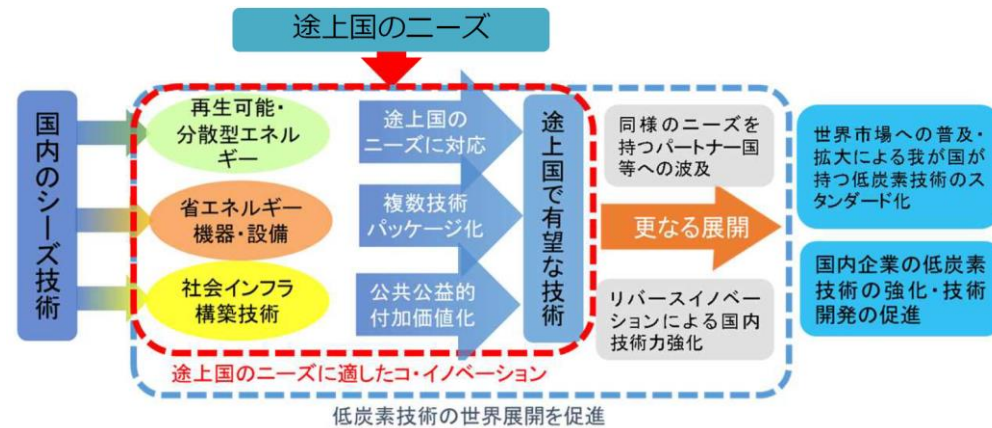 途上国のニーズ
国内のシーズ技術
再生可能・
分散型エネル
ギー
省エネルギー
機器・設備
社会インフラ
構築技術
途上国の
ニーズに対応
複数技術
パッケージ化
公共公益的
付加価値化
途上国で有望な技術
同様のニーズを
持つパートナー国
等への波及
更なる展開
リバースイノベー
ションによる国内
技術力強化
世界市場への普及・
拡大による我が国が
持つ低炭素技術のス
タンダード化
国内企業の低炭素
技術の強化・技術
開発の促進
途上国のニーズに適したコ・イノベーション
低炭素技術の世界展開を促進